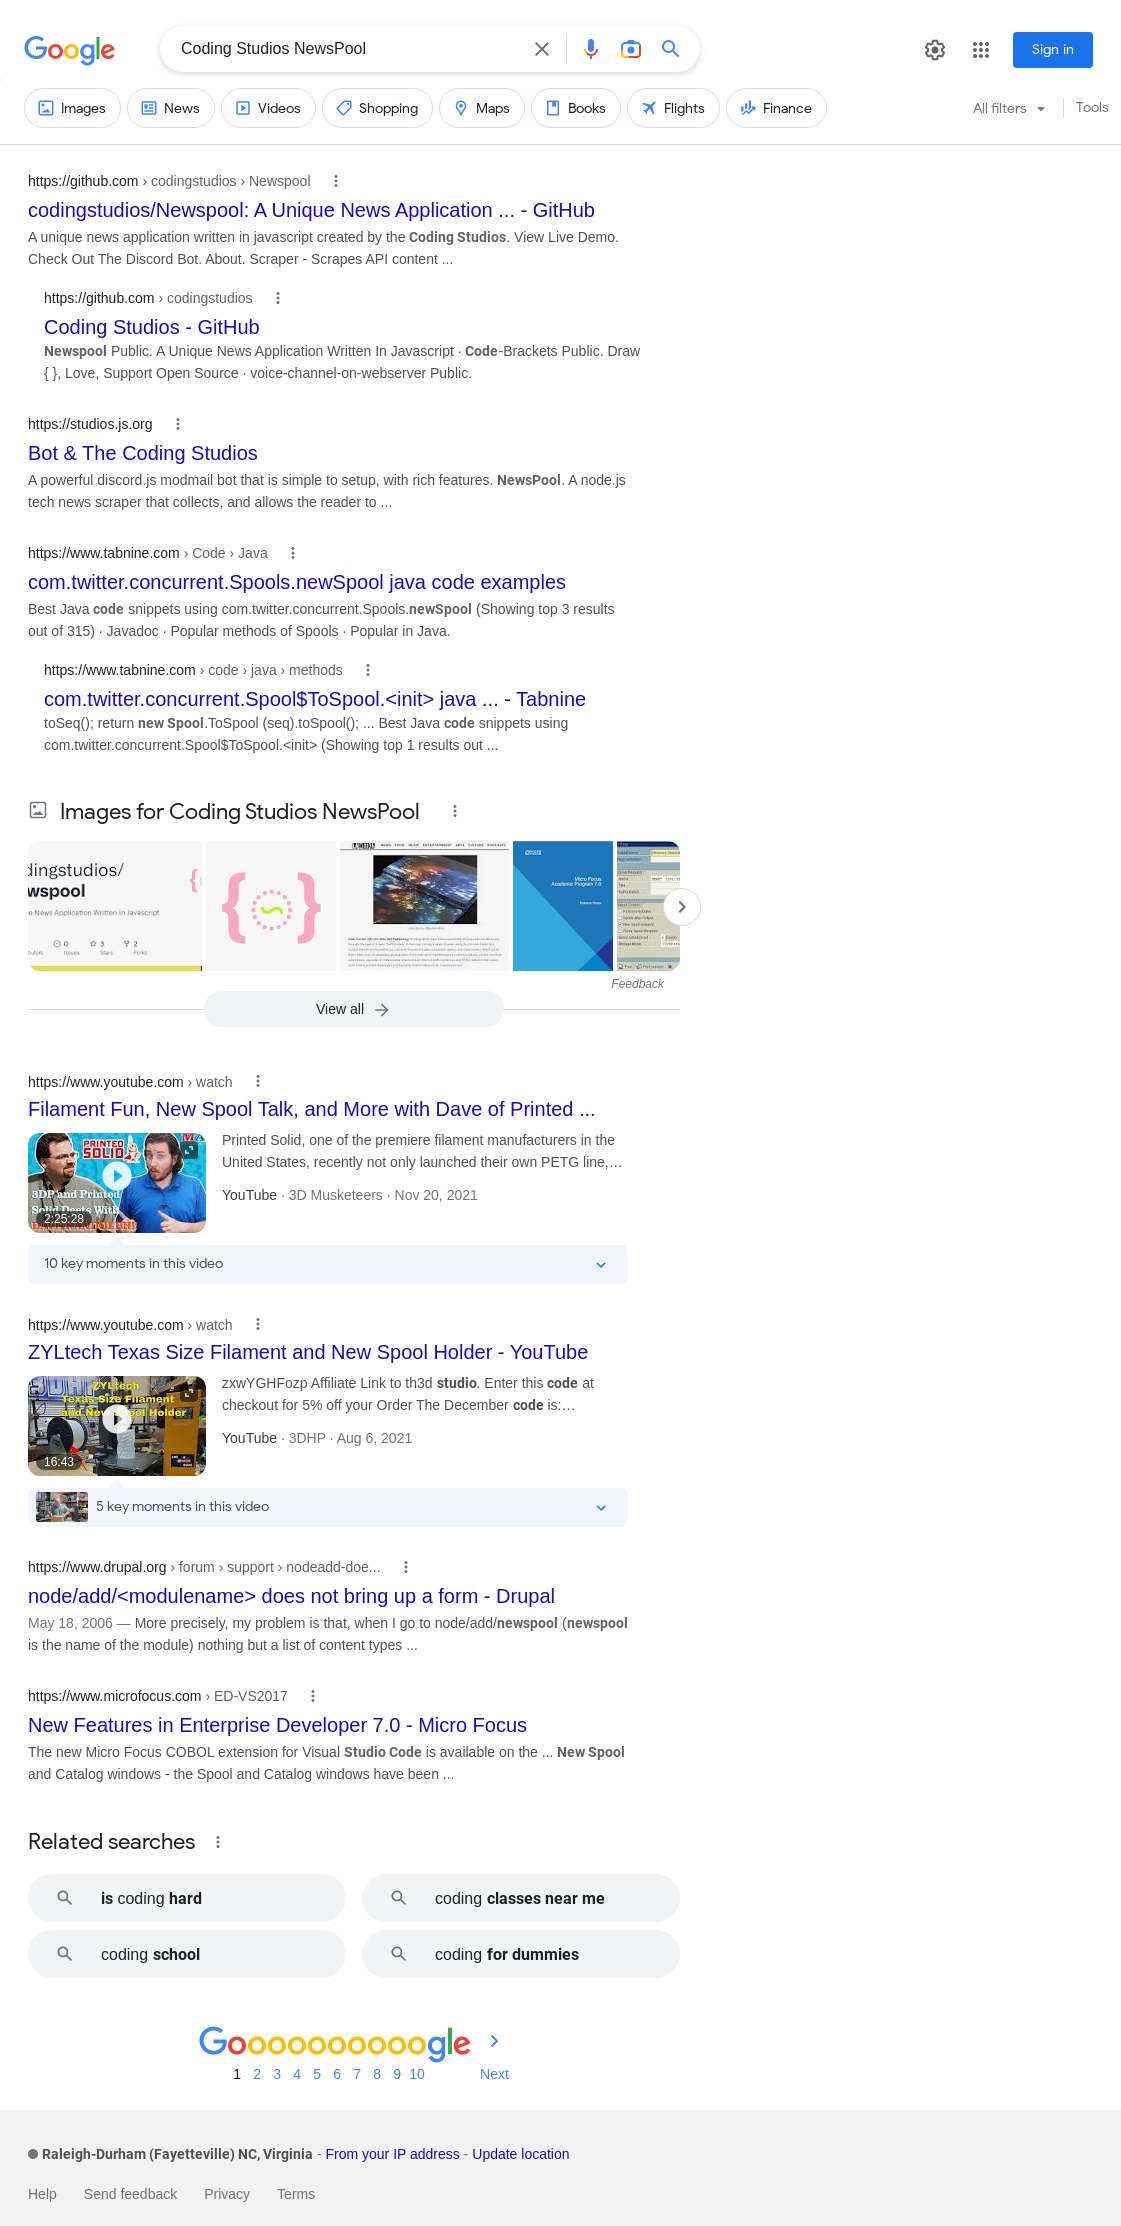 Google
Coding Studios NewsPool
Sign in
Images
News
Videos
Shopping
Maps
Books
Flights
Finance
All filters
Tools
https://github.com › codingstudios › Newspool
codingstudios/Newspool: A Unique News Application ... - GitHub
A unique news application written in javascript created by the Coding Studios. View Live Demo.
Check Out The Discord Bot. About. Scraper - Scrapes API content ...
https://github.com › codingstudios
Coding Studios - GitHub
Newspool Public. A Unique News Application Written In Javascript · Code-Brackets Public. Draw
{ }, Love, Support Open Source · voice-channel-on-webserver Public.
https://studios.js.org
Bot & The Coding Studios
A powerful discord.js modmail bot that is simple to setup, with rich features. NewsPool. A node.js
tech news scraper that collects, and allows the reader to ...
https://www.tabnine.com › Code › Java
com.twitter.concurrent.Spools.newSpool java code examples
Best Java code snippets using com.twitter.concurrent.Spools.newSpool (Showing top 3 results
out of 315) · Javadoc · Popular methods of Spools · Popular in Java.
https://www.tabnine.com › code › java › methods
com.twitter.concurrent.Spool$ToSpool.<init> java ... - Tabnine
toSeq(); return new Spool.ToSpool (seq).toSpool(); ... Best Java code snippets using
com.twitter.concurrent.Spool$ToSpool.<init> (Showing top 1 results out ...
Images for Coding Studios NewsPool
dingstudios/
wspool
e News Application Written In Javascript
0
3
2
Issues
Stars
Forks
Micro Focus
Academic Program 7.0
Release Notes
Feedback
View all
https://www.youtube.com › watch
Filament Fun, New Spool Talk, and More with Dave of Printed ...
PRINTED
SOLID
3DP and Printed
Solid Deets With
2:25:28
Printed Solid, one of the premiere filament manufacturers in the
United States, recently not only launched their own PETG line,…
YouTube · 3D Musketeers · Nov 20, 2021
10 key moments in this video
https://www.youtube.com › watch
ZYLtech Texas Size Filament and New Spool Holder - YouTube
ZYLtech
Texas Size Filament
and New Spool Holder
16:43
zxwYGHFozp Affiliate Link to th3d studio. Enter this code at
checkout for 5% off your Order The December code is:…
YouTube · 3DHP · Aug 6, 2021
5 key moments in this video
https://www.drupal.org › forum › support › nodeadd-doe...
node/add/<modulename> does not bring up a form - Drupal
May 18, 2006 — More precisely, my problem is that, when I go to node/add/newspool (newspool
is the name of the module) nothing but a list of content types ...
https://www.microfocus.com › ED-VS2017
New Features in Enterprise Developer 7.0 - Micro Focus
The new Micro Focus COBOL extension for Visual Studio Code is available on the ... New Spool
and Catalog windows - the Spool and Catalog windows have been ...
Related searches
is coding hard
coding classes near me
coding school
coding for dummies
Goooooooooogle
1 2 3 4 5 6 7 8 9 10 Next
Raleigh-Durham (Fayetteville) NC, Virginia - From your IP address - Update location
Help Send feedback Privacy Terms